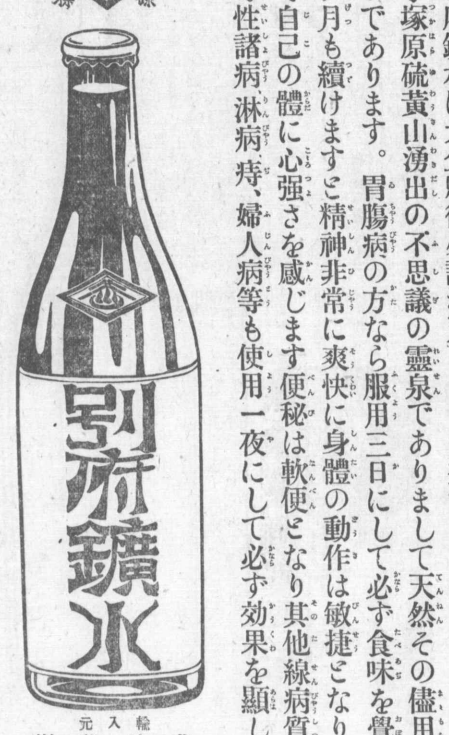 塚原硫黃山湧出の不思議の靈泉でありまして天然その儘用
であります。胃腸病の方なら服用三日にして必ず食味を覺
月も續けますと精神非常に爽快に身體の動作は敏捷となり
自己の體に心强さを感じます便秘は軟便となり其他線病質
性諸病、淋病、痔、婦人病等も使用一夜にして必ず効果を顯し
別府鑛水
輸入元